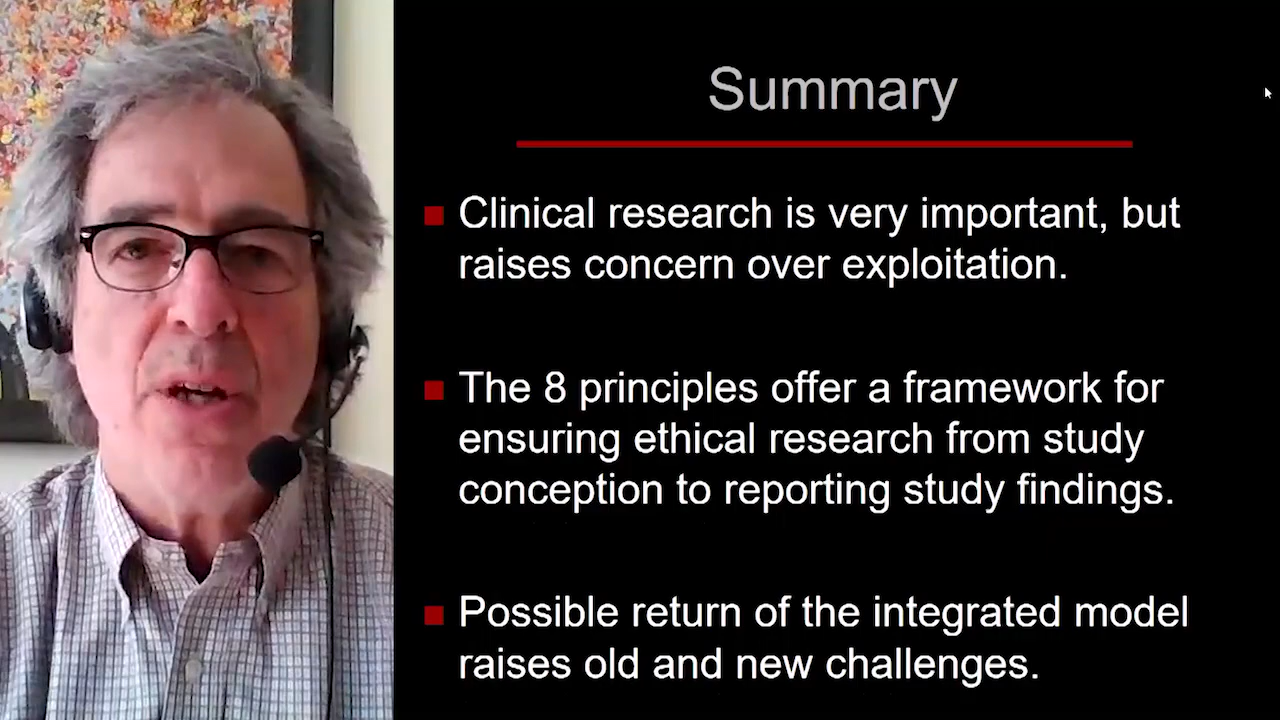 Summary
Clinical research is very important, but
raises concern over exploitation.
The 8 principles offer a framework for
ensuring ethical research from study
conception to reporting study findings.
Possible return of the integrated model
raises old and new challenges.